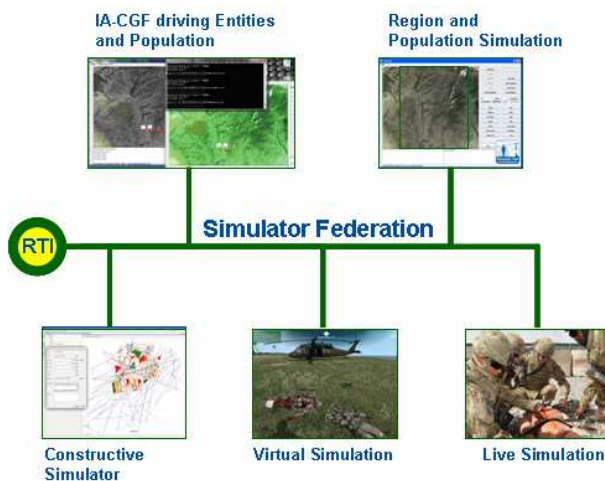 IA-CGF driving Entities
and Population
Region and
Population Simulation
Simulator Federation
RTI
Constructive
Simulator
Virtual Simulation
Live Simulation